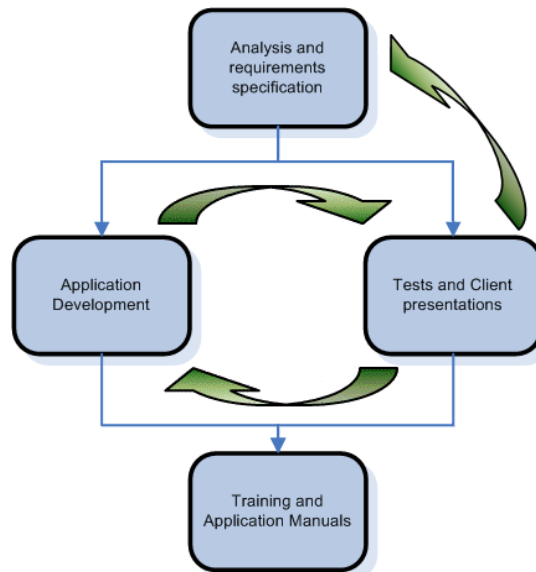 Analysis and
requirements
specification
Application
Development
Tests and Client
presentations
Training and
Application Manuals